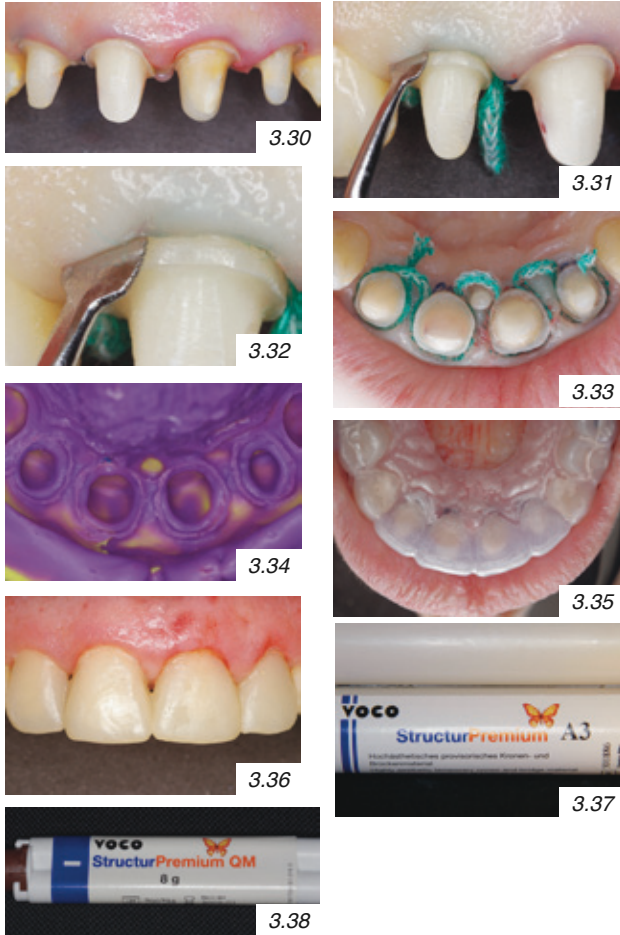 3.30
3.31
3.32
3.33
3.34
3.35
3.36
VOCO
StructurPremium A3
Hochästhetisches provisorisches Kronen- und
Brückenmaterial
3.37
VOCO
StructurPremium QM
8 g
3.38